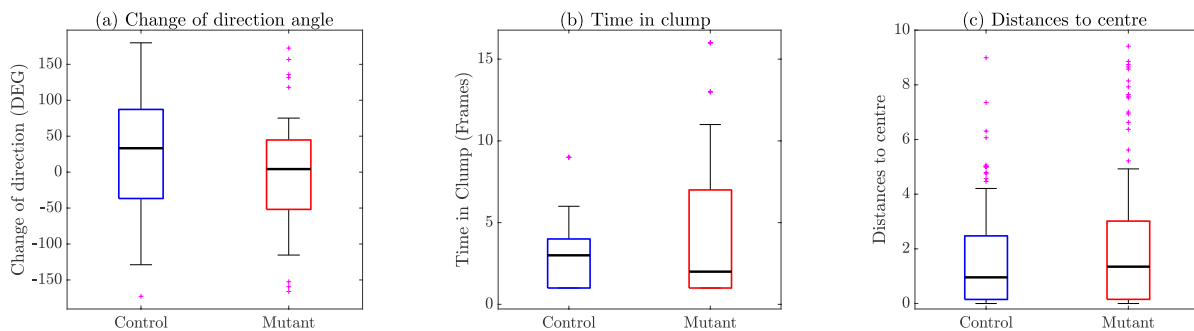 (a) Change of direction angle
Change of direction (DEG)
150
100
50
0
-50
-100
-150
Control
Mutant
(b) Time in clump
Time in Clump (Frames)
15
10
5
0
Control
Mutant
(c) Distances to centre
Distances to centre
10
8
6
4
2
0
Control
Mutant